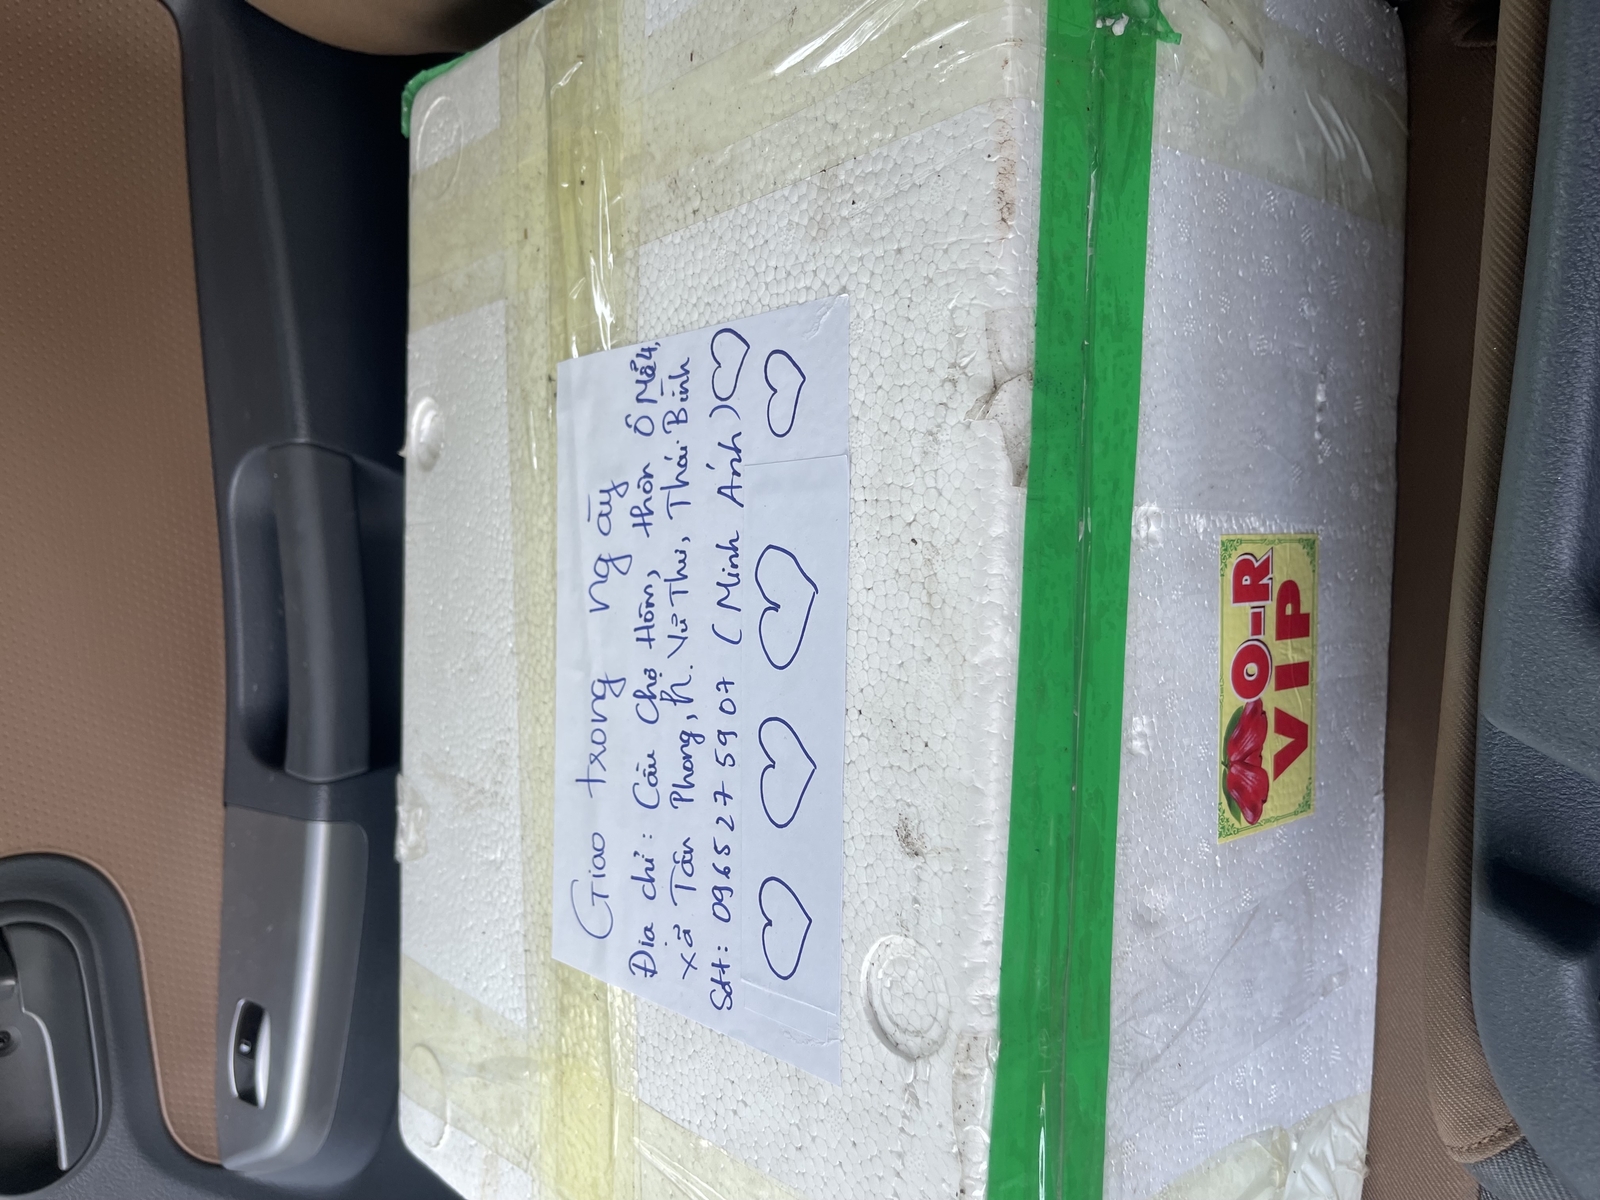 Giao trong ngày
Địa chỉ: Cầu Chợ Hôm, thôn Ô Mễ 4,
xã Tân Phong, h. Vũ Thư, Thái Bình
Sđt: 0965275907 (Minh Ánh)
O-R
VIP